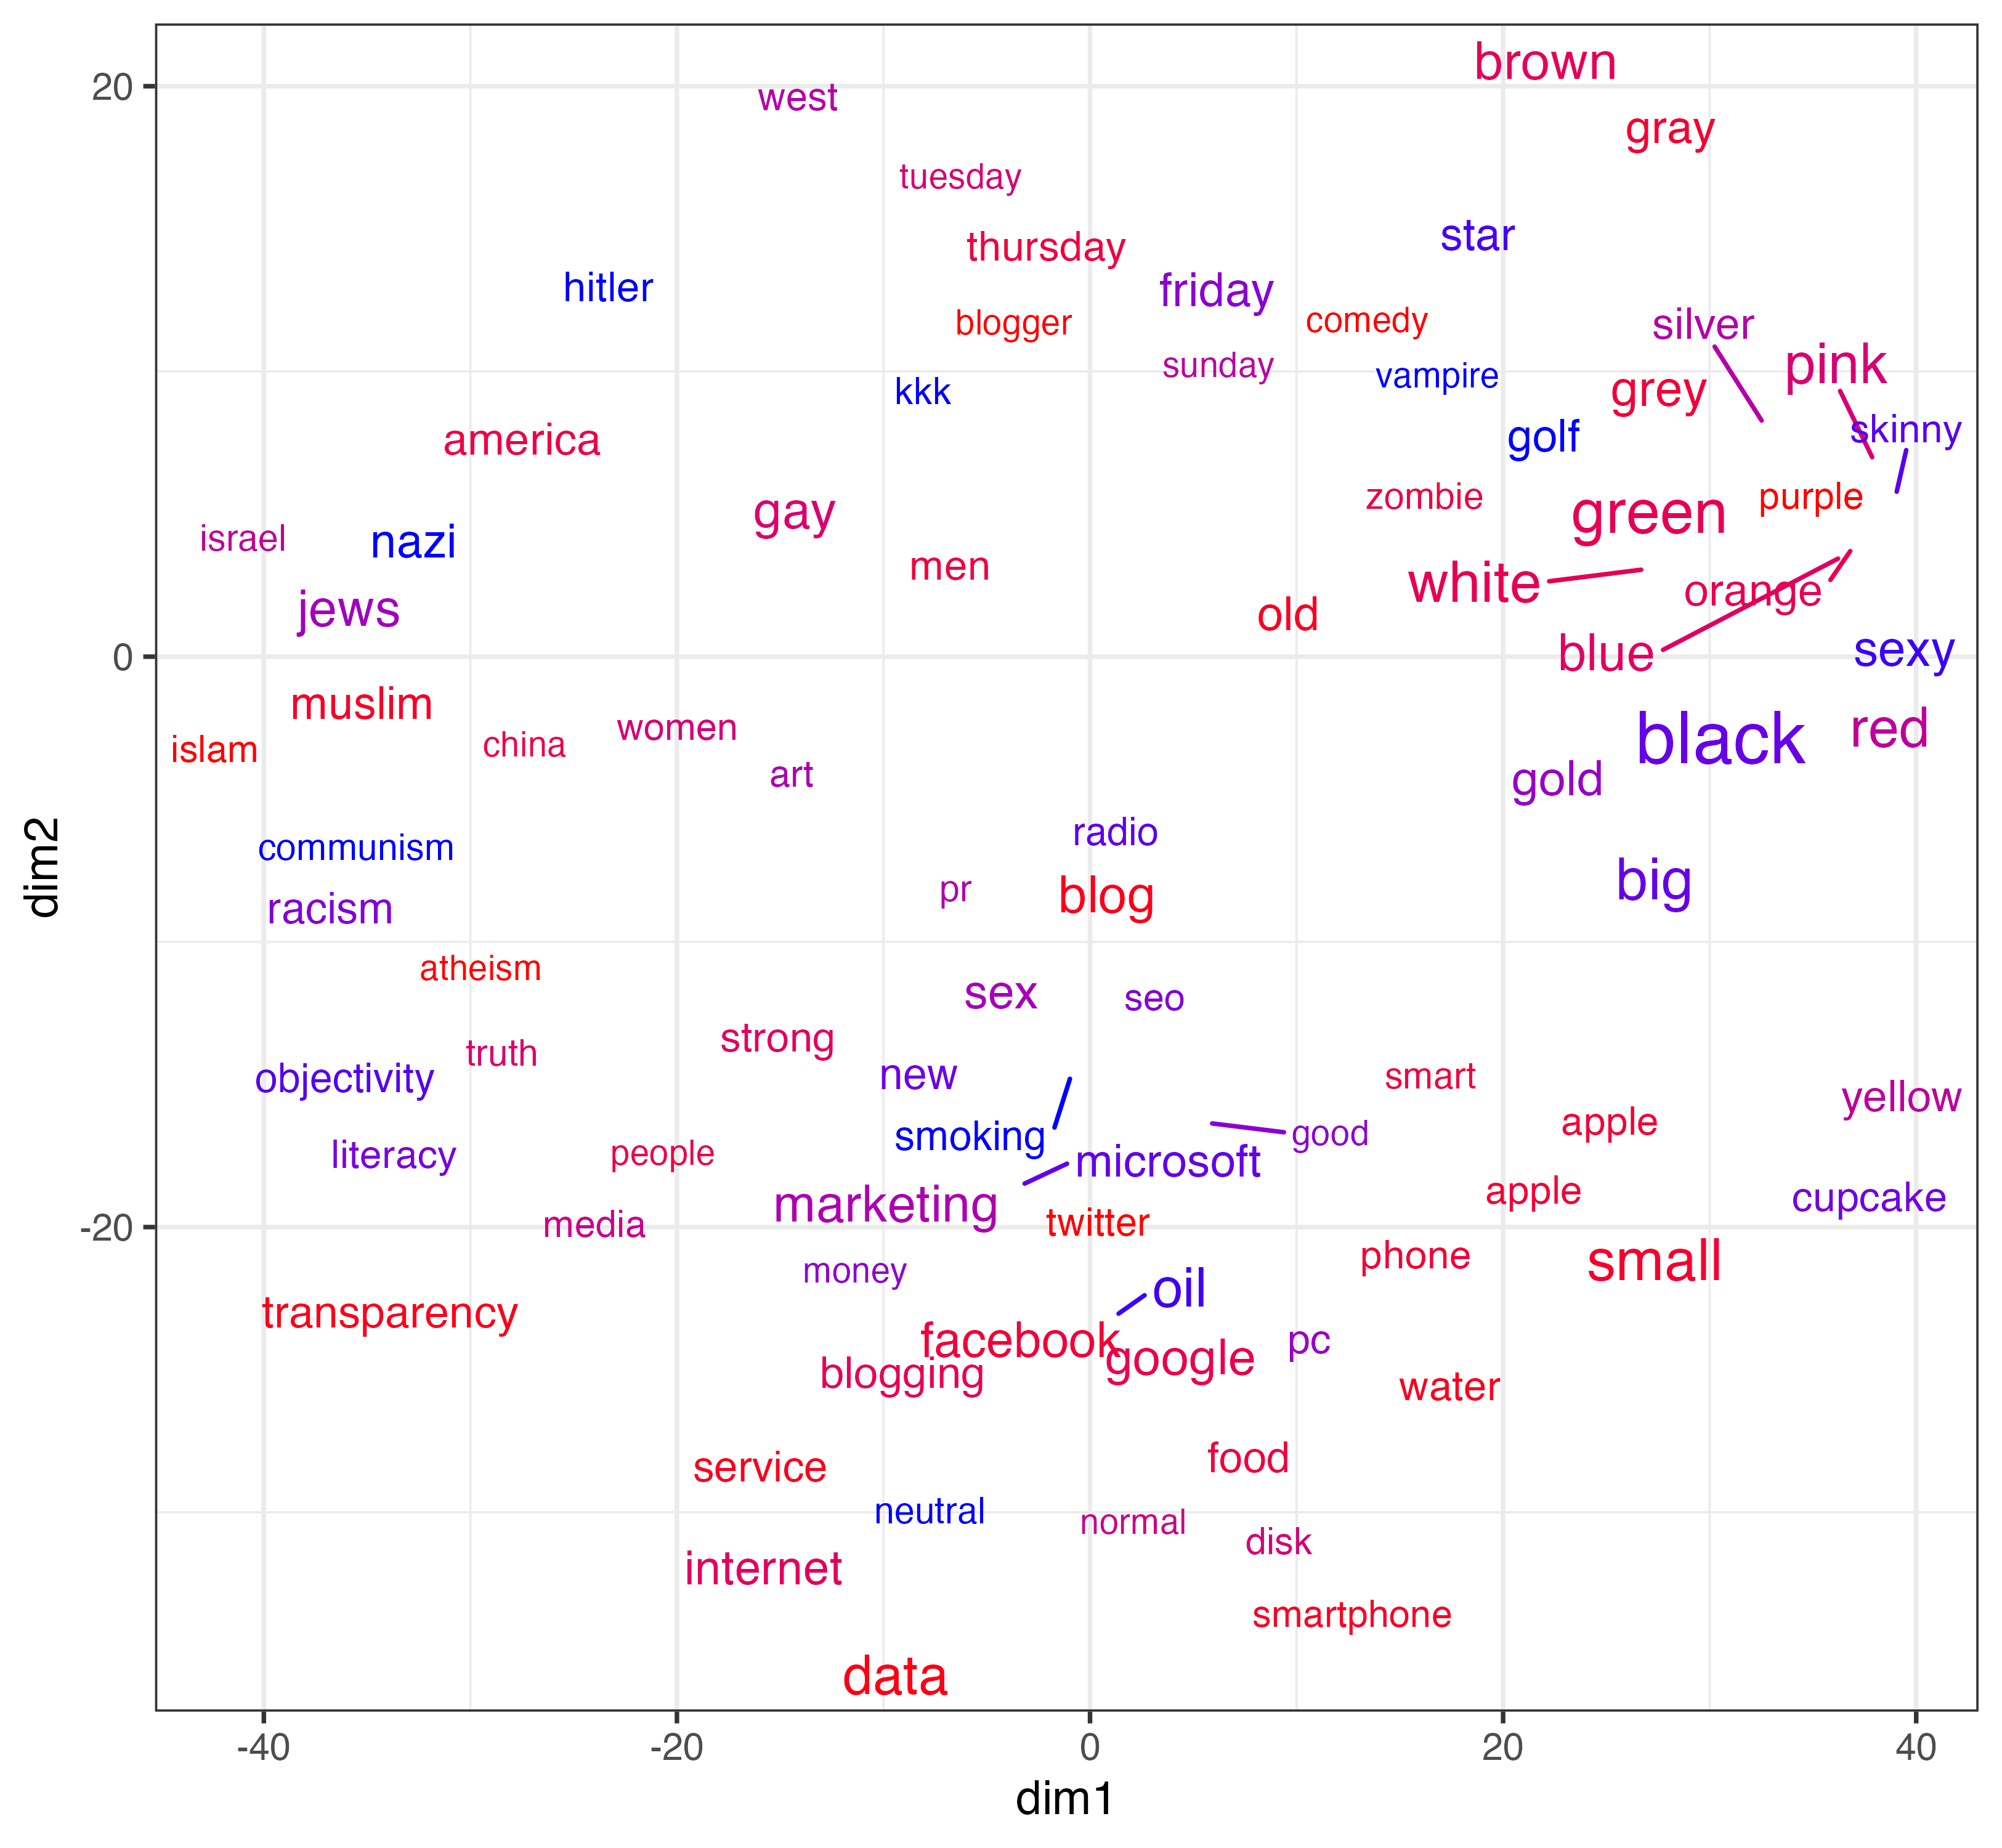 brown
20
west
gray
tuesday
star
thursday
hitler
friday
blogger
comedy
silver
sunday
pink
vampire
kkk
grey
skinny
america
golf
zombie
purple
gay
green
israel
nazi
men
white
orange
jews
old
blue
sexy
0
muslim
women
red
islam
china
black
art
gold
radio
communism
dim2
big
pr
blog
racism
atheism
sex
seo
strong
truth
new
smart
objectivity
yellow
apple
smoking
good
literacy
people
microsoft
apple
cupcake
marketing
twitter
media
-20
phone
small
money
oil
transparency
facebook
pc
google
blogging
water
food
service
neutral
normal
disk
internet
smartphone
data
-40
-20
0
20
40
dim1